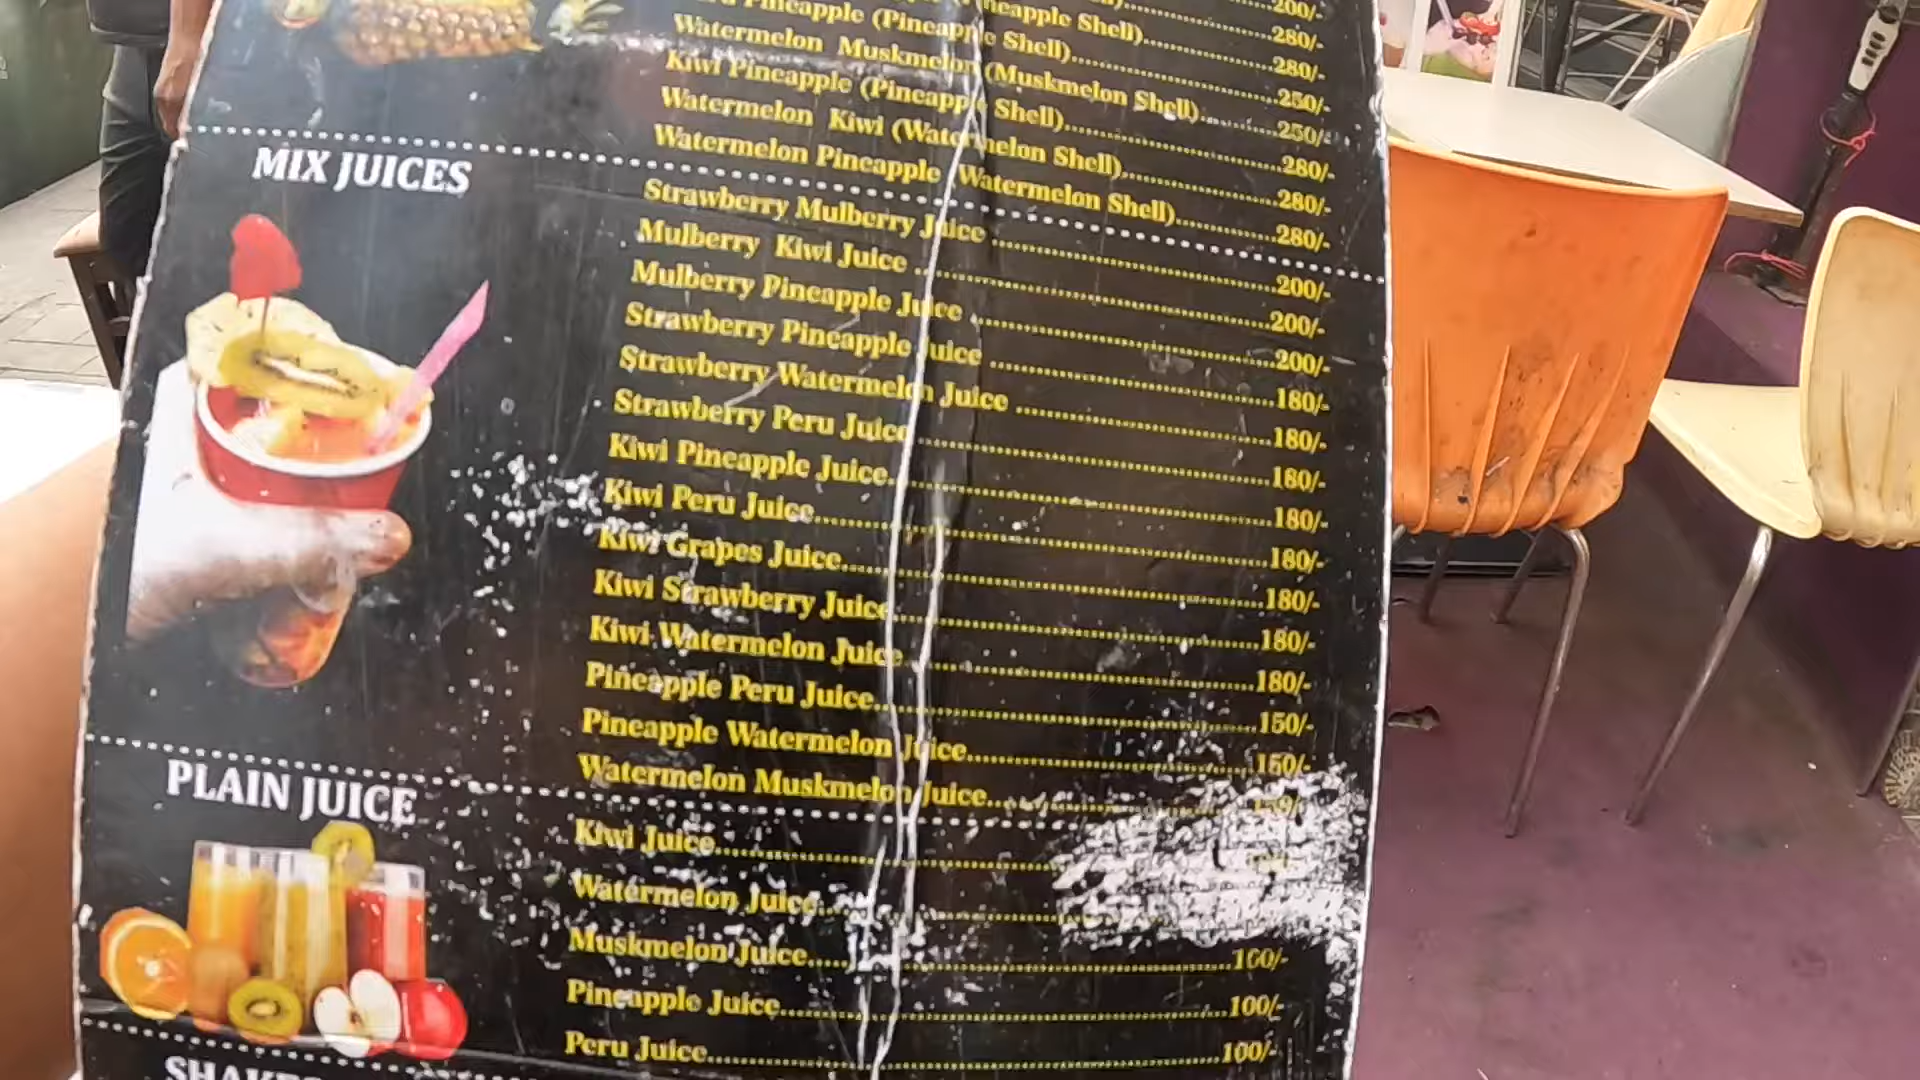 200/-
280/-
Shell)..........280/-
Pineapple (Pineapple Shell)..........250/-
Watermelon Muskmelon (Muskmelon Shell)..........250/-
Kiwi Pineapple (Pineapple Shell)..........280/-
Watermelon Kiwi (Watermelon Shell)..........280/-
Watermelon Pineapple (Watermelon Shell)..........280/-
MIX JUICES
Strawberry Mulberry Juice ..........200/-
Mulberry Kiwi Juice ..........200/-
Mulberry Pineapple Juice ..........200/-
Strawberry Pineapple Juice ..........180/-
Strawberry Watermelon Juice ..........180/-
Strawberry Peru Juice ..........180/-
Kiwi Pineapple Juice..........180/-
Kiwi Peru Juice..........180/-
Kiwi Grapes Juice..........180/-
Kiwi Strawberry Juice..........180/-
Kiwi Watermelon Juice ..........180/-
Pineapple Peru Juice..........150/-
Pineapple Watermelon Juice..........150/-
Watermelon Muskmelon Juice..........
PLAIN JUICE
Kiwi Juice..........
Watermelon Juice..........
Muskmelon Juice..........100/-
Pineapple Juice..........100/-
Peru Juice..........100/-